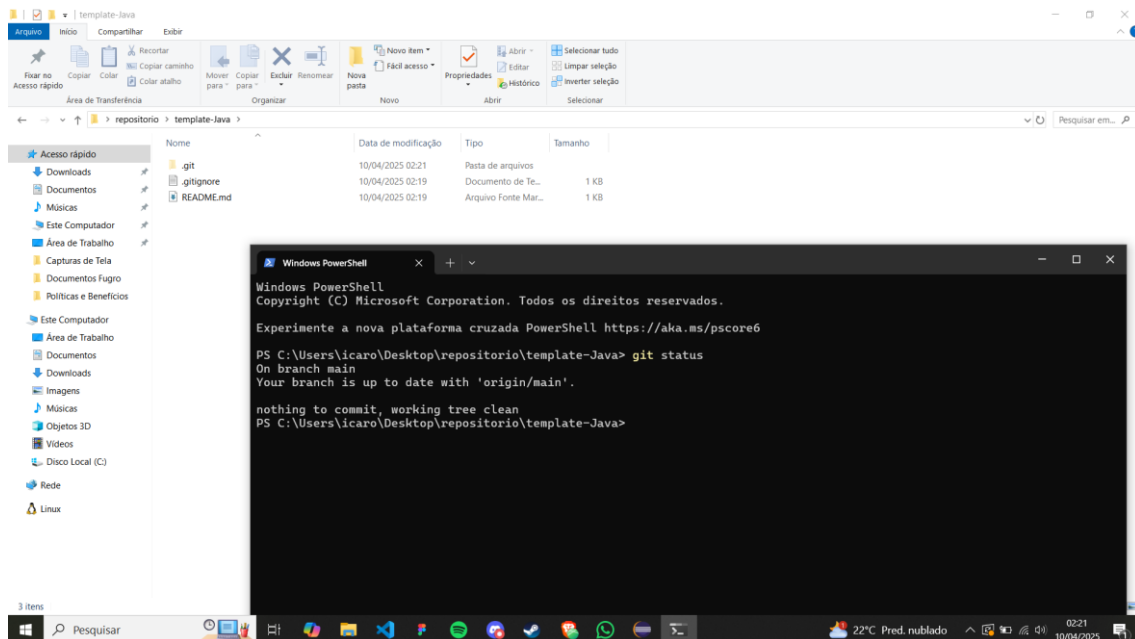 template-Java
Arquivo Início Compartilhar Exibir
Fixar no Acesso rápido
Copiar
Colar
Recortar
Copiar caminho
Colar atalho
Mover para
Copiar para
Excluir
Renomear
Nova pasta
Novo item
Fácil acesso
Propriedades
Abrir
Editar
Histórico
Selecionar tudo
Limpar seleção
Inverter seleção
Área de Transferência Organizar Novo Abrir Selecionar
> repositorio > template-Java >
Pesquisar em...
Nome Data de modificação Tipo Tamanho
.git 10/04/2025 02:21 Pasta de arquivos
.gitignore 10/04/2025 02:19 Documento de Te... 1 KB
README.md 10/04/2025 02:19 Arquivo Fonte Mar... 1 KB
Acesso rápido
Downloads
Documentos
Músicas
Este Computador
Área de Trabalho
Capturas de Tela
Documentos Fugro
Políticas e Benefícios
Este Computador
Área de Trabalho
Documentos
Downloads
Imagens
Músicas
Objetos 3D
Vídeos
Disco Local (C:)
Rede
Linux
3 itens
Windows PowerShell
Windows PowerShell
Copyright (C) Microsoft Corporation. Todos os direitos reservados.
Experimente a nova plataforma cruzada PowerShell https://aka.ms/pscore6
PS C:\Users\icaro\Desktop\repositorio\template-Java> git status
On branch main
Your branch is up to date with 'origin/main'.
nothing to commit, working tree clean
PS C:\Users\icaro\Desktop\repositorio\template-Java>
Pesquisar
22°C Pred. nublado
02:21
10/04/2025